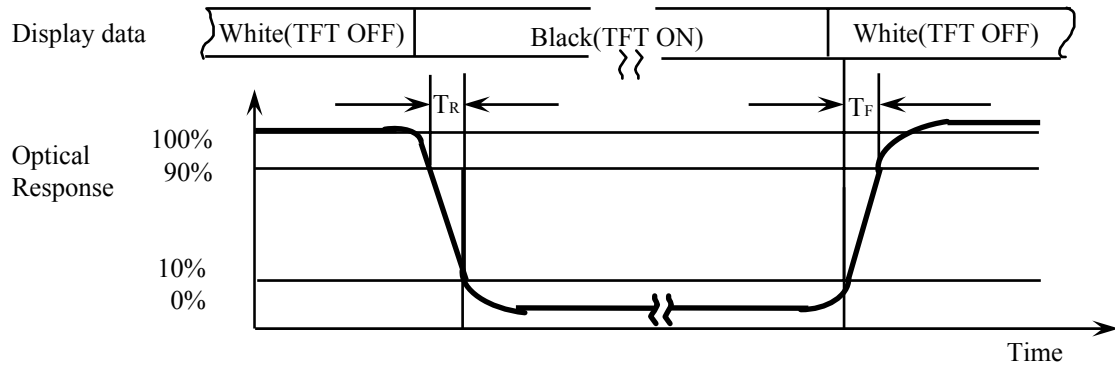 Display data
White(TFT OFF)
Black(TFT ON)
White(TFT OFF)
TR
TF
Optical
Response
100%
90%
10%
0%
Time